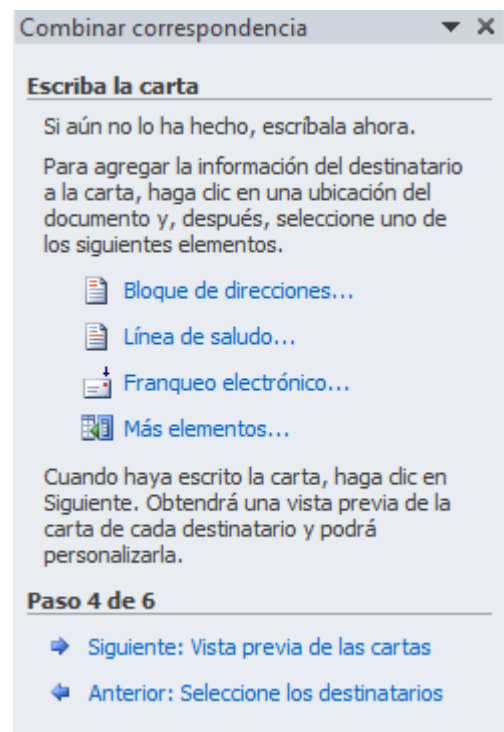 Combinar correspondencia
Escriba la carta
Si aún no lo ha hecho, escríbala ahora.
Para agregar la información del destinatario
a la carta, haga clic en una ubicación del
documento y, después, seleccione uno de
los siguientes elementos.
Bloque de direcciones...
Línea de saludo...
Franqueo electrónico...
Más elementos...
Cuando haya escrito la carta, haga clic en
Siguiente. Obtendrá una vista previa de la
carta de cada destinatario y podrá
personalizarla.
Paso 4 de 6
Siguiente: Vista previa de las cartas
Anterior: Seleccione los destinatarios